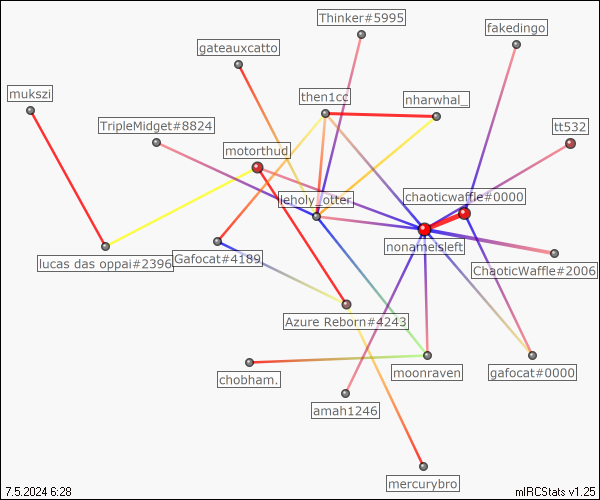 Thinker#5995
fakedingo
gateauxcatto
mukszi
then1cc
nharwhal_
TripleMidget#8824
tt532
motorthud
leholy_otter
chaoticwaffle#0000
nonameisleft
lucas das oppai#2396
Gafocat#4189
ChaoticWaffle#2006
Azure Reborn#4243
chobham.
moonraven
gafocat#0000
amah1246
mercurybro
7.5.2024 6:28
mIRCStats v1.25